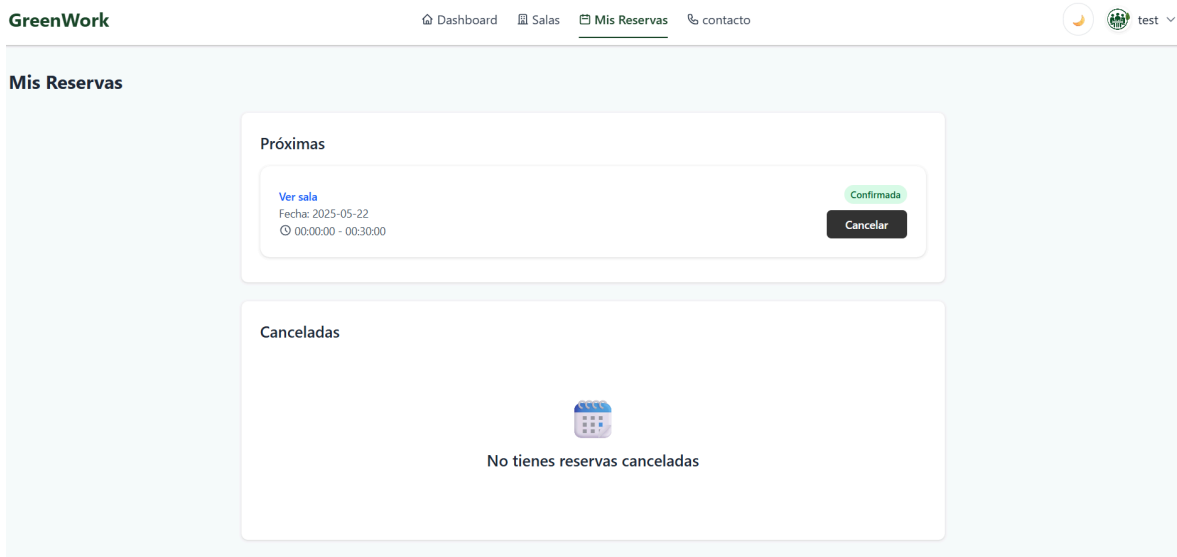 GreenWork
Dashboard Salas Mis Reservas contacto
test
Mis Reservas
Próximas
Ver sala
Confirmada
Fecha: 2025-05-22
00:00:00 - 00:30:00
Cancelar
Canceladas
No tienes reservas canceladas